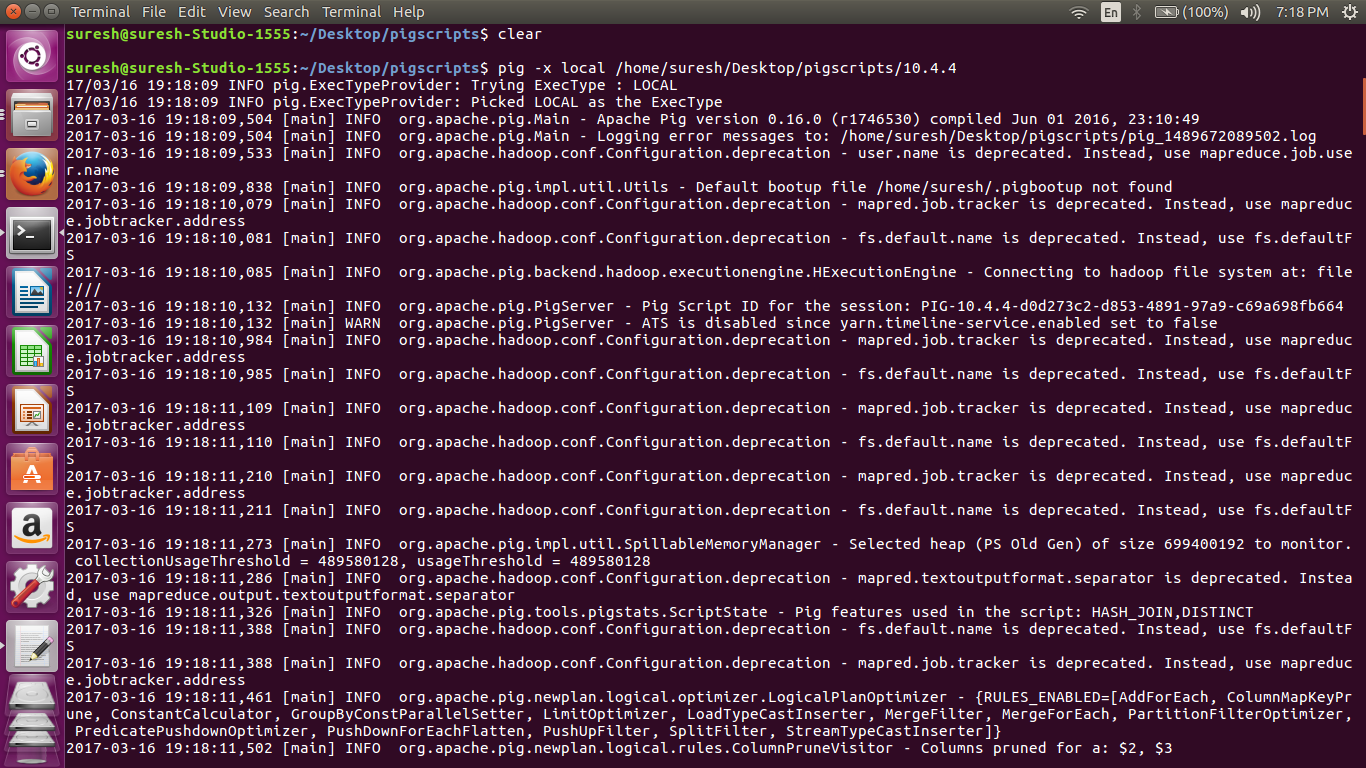 Terminal File Edit View Search Terminal Help En (100%) 7:18 PM
suresh@suresh-Studio-1555:~/Desktop/pigscripts$ clear
suresh@suresh-Studio-1555:~/Desktop/pigscripts$ pig -x local /home/suresh/Desktop/pigscripts/10.4.4
17/03/16 19:18:09 INFO pig.ExecTypeProvider: Trying ExecType : LOCAL
17/03/16 19:18:09 INFO pig.ExecTypeProvider: Picked LOCAL as the ExecType
2017-03-16 19:18:09,504 [main] INFO  org.apache.pig.Main - Apache Pig version 0.16.0 (r1746530) compiled Jun 01 2016, 23:10:49
2017-03-16 19:18:09,504 [main] INFO  org.apache.pig.Main - Logging error messages to: /home/suresh/Desktop/pigscripts/pig_1489672089502.log
2017-03-16 19:18:09,533 [main] INFO  org.apache.hadoop.conf.Configuration.deprecation - user.name is deprecated. Instead, use mapreduce.job.use
r.name
2017-03-16 19:18:09,838 [main] INFO  org.apache.pig.impl.util.Utils - Default bootup file /home/suresh/.pigbootup not found
2017-03-16 19:18:10,079 [main] INFO  org.apache.hadoop.conf.Configuration.deprecation - mapred.job.tracker is deprecated. Instead, use mapreduc
e.jobtracker.address
2017-03-16 19:18:10,081 [main] INFO  org.apache.hadoop.conf.Configuration.deprecation - fs.default.name is deprecated. Instead, use fs.defaultF
S
2017-03-16 19:18:10,085 [main] INFO  org.apache.pig.backend.hadoop.executionengine.HExecutionEngine - Connecting to hadoop file system at: file
:///
2017-03-16 19:18:10,132 [main] INFO  org.apache.pig.PigServer - Pig Script ID for the session: PIG-10.4.4-d0d273c2-d853-4891-97a9-c69a698fb664
2017-03-16 19:18:10,132 [main] WARN  org.apache.pig.PigServer - ATS is disabled since yarn.timeline-service.enabled set to false
2017-03-16 19:18:10,984 [main] INFO  org.apache.hadoop.conf.Configuration.deprecation - mapred.job.tracker is deprecated. Instead, use mapreduc
e.jobtracker.address
2017-03-16 19:18:10,985 [main] INFO  org.apache.hadoop.conf.Configuration.deprecation - fs.default.name is deprecated. Instead, use fs.defaultF
S
2017-03-16 19:18:11,109 [main] INFO  org.apache.hadoop.conf.Configuration.deprecation - mapred.job.tracker is deprecated. Instead, use mapreduc
e.jobtracker.address
2017-03-16 19:18:11,110 [main] INFO  org.apache.hadoop.conf.Configuration.deprecation - fs.default.name is deprecated. Instead, use fs.defaultF
S
2017-03-16 19:18:11,210 [main] INFO  org.apache.hadoop.conf.Configuration.deprecation - mapred.job.tracker is deprecated. Instead, use mapreduc
e.jobtracker.address
2017-03-16 19:18:11,211 [main] INFO  org.apache.hadoop.conf.Configuration.deprecation - fs.default.name is deprecated. Instead, use fs.defaultF
S
2017-03-16 19:18:11,273 [main] INFO  org.apache.pig.impl.util.SpillableMemoryManager - Selected heap (PS Old Gen) of size 699400192 to monitor.
 collectionUsageThreshold = 489580128, usageThreshold = 489580128
2017-03-16 19:18:11,286 [main] INFO  org.apache.hadoop.conf.Configuration.deprecation - mapred.textoutputformat.separator is deprecated. Instea
d, use mapreduce.output.textoutputformat.separator
2017-03-16 19:18:11,326 [main] INFO  org.apache.pig.tools.pigstats.ScriptState - Pig features used in the script: HASH_JOIN,DISTINCT
2017-03-16 19:18:11,388 [main] INFO  org.apache.hadoop.conf.Configuration.deprecation - fs.default.name is deprecated. Instead, use fs.defaultF
S
2017-03-16 19:18:11,388 [main] INFO  org.apache.hadoop.conf.Configuration.deprecation - mapred.job.tracker is deprecated. Instead, use mapreduc
e.jobtracker.address
2017-03-16 19:18:11,461 [main] INFO  org.apache.pig.newplan.logical.optimizer.LogicalPlanOptimizer - {RULES_ENABLED=[AddForEach, ColumnMapKeyPr
une, ConstantCalculator, GroupByConstParallelSetter, LimitOptimizer, LoadTypeCastInserter, MergeFilter, MergeForEach, PartitionFilterOptimizer,
 PredicatePushdownOptimizer, PushDownForEachFlatten, PushUpFilter, SplitFilter, StreamTypeCastInserter]}
2017-03-16 19:18:11,502 [main] INFO  org.apache.pig.newplan.logical.rules.ColumnPruneVisitor - Columns pruned for a: $2, $3